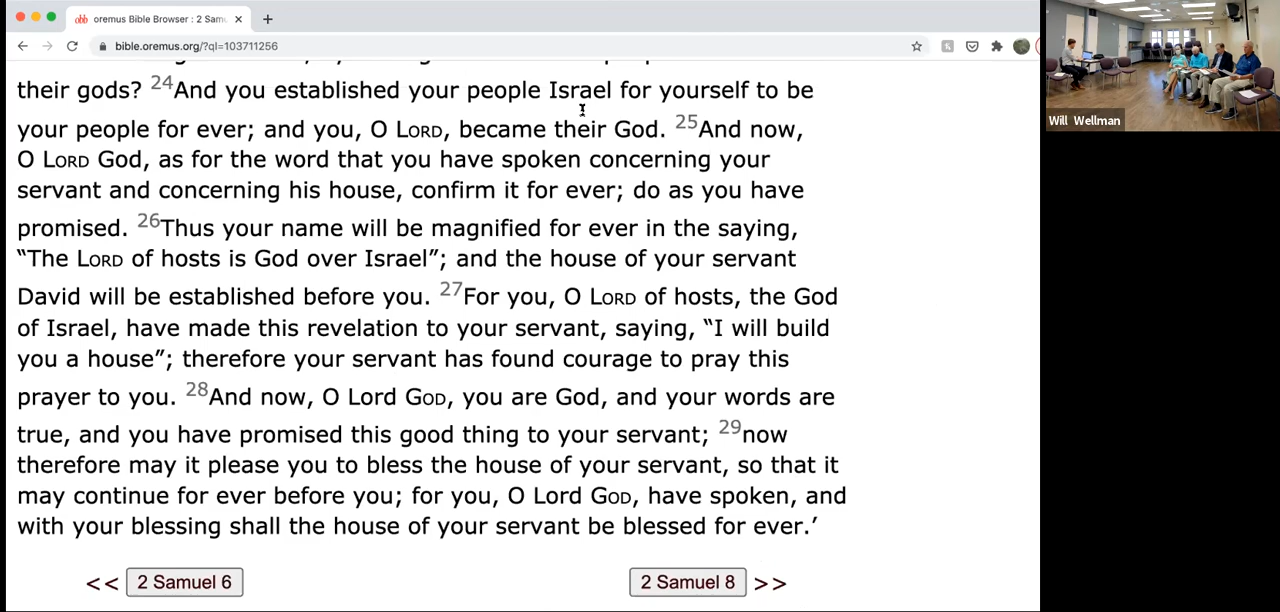 oremus Bible Browser : 2 Samu
bible.oremus.org/?ql=103711256
their gods? 24And you established your people Israel for yourself to be
your people for ever; and you, O LORD, became their God. 25And now,
O LORD God, as for the word that you have spoken concerning your
servant and concerning his house, confirm it for ever; do as you have
promised. 26Thus your name will be magnified for ever in the saying,
“The LORD of hosts is God over Israel”; and the house of your servant
David will be established before you. 27For you, O LORD of hosts, the God
of Israel, have made this revelation to your servant, saying, “I will build
you a house”; therefore your servant has found courage to pray this
prayer to you. 28And now, O Lord GOD, you are God, and your words are
true, and you have promised this good thing to your servant; 29now
therefore may it please you to bless the house of your servant, so that it
may continue for ever before you; for you, O Lord GOD, have spoken, and
with your blessing shall the house of your servant be blessed for ever.’
<< 2 Samuel 6 2 Samuel 8 >>
Will Wellman